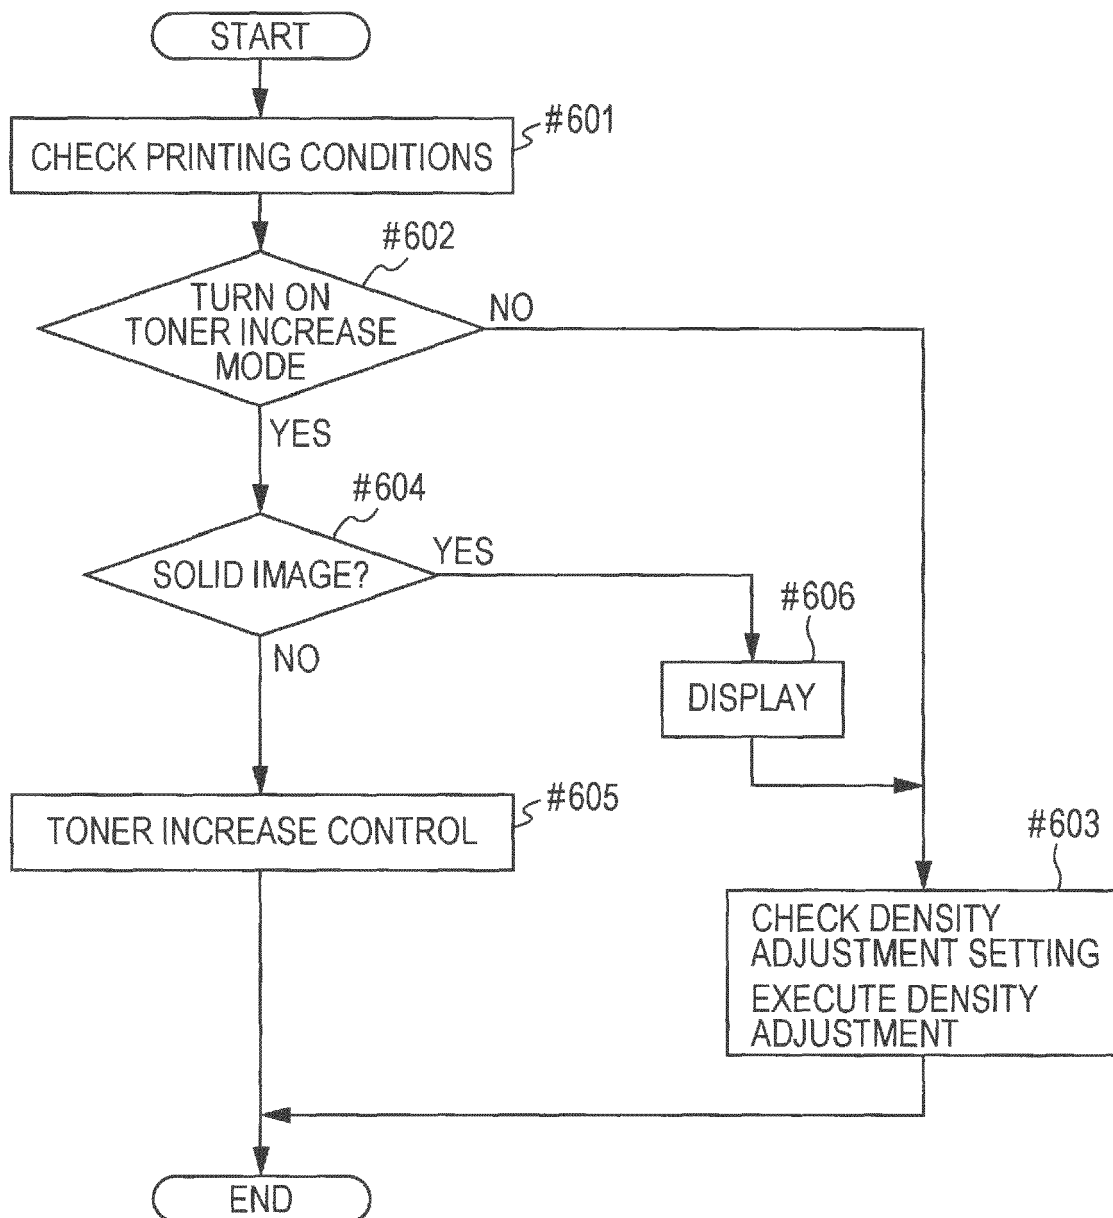 START
#601
CHECK PRINTING CONDITIONS
#602
TURN ON
TONER INCREASE
MODE
NO
YES
#604
SOLID IMAGE?
YES
NO
#606
DISPLAY
#605
TONER INCREASE CONTROL
#603
CHECK DENSITY
ADJUSTMENT SETTING
EXECUTE DENSITY
ADJUSTMENT
END